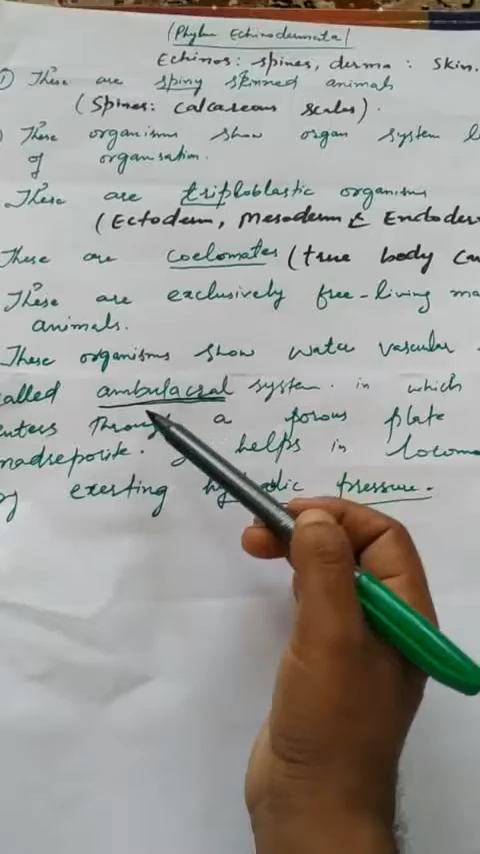 (Phylum Echinodermata)
Echinos: spines, derma: skin.
① These are spiny skinned animals
(Spines: calcareous scales).
These organisms show organ system l
of organisation.
These are triploblastic organisms
(Ectoderm, Mesoderm & Endoder
These are coelomates (true body ca
These are exclusively free-living ma
animals.
These organisms show water vascular
called ambulacral system. in which
enters through a porous plate
madreporite. helps in locomo
by exerting pressure.